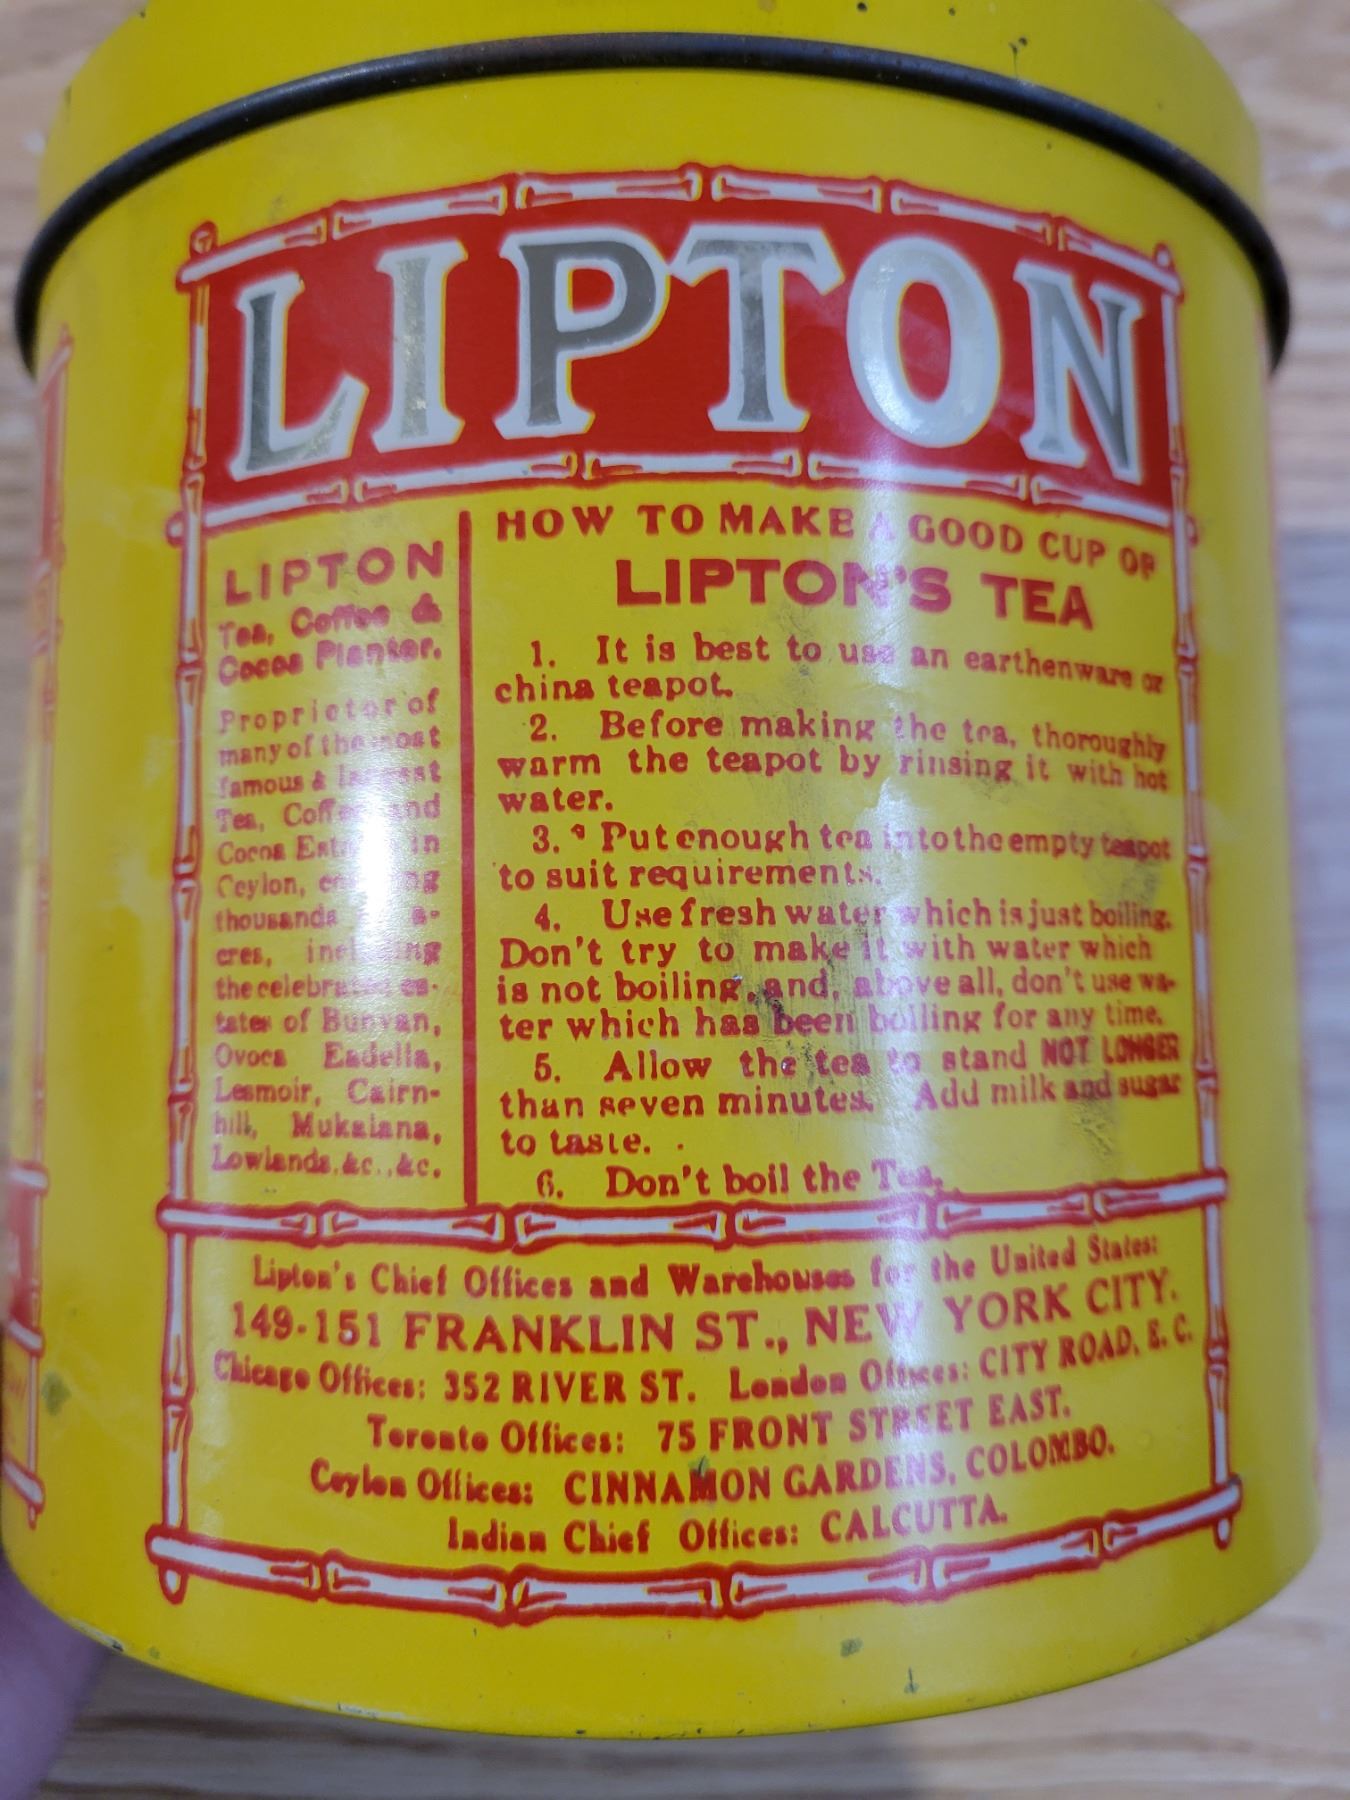 LIPTON
LIPTON
Tea, Coffee &
Cocoa Planter.
Proprietor of
many of the most
famous & largest
Tea, Coffee and
Cocoa Estates in
Ceylon, covering
thousands of a-
cres, including
the celebrated es-
tates of Bunyan,
Ovoca Eadella,
Lesmoir, Cairn-
hill, Mukalana,
Lowlands, &c., &c.
HOW TO MAKE A GOOD CUP OF
LIPTON'S TEA
1. It is best to use an earthenware or
china teapot.
2. Before making the tea, thoroughly
warm the teapot by rinsing it with hot
water.
3. Put enough tea into the empty teapot
to suit requirements.
4. Use fresh water which is just boiling.
Don't try to make it with water which
is not boiling, and, above all, don't use wa-
ter which has been boiling for any time.
5. Allow the tea to stand NOT LONGER
than seven minutes. Add milk and sugar
to taste.
6. Don't boil the Tea.
Lipton's Chief Offices and Warehouses for the United States:
149-151 FRANKLIN ST., NEW YORK CITY.
Chicago Offices: 352 RIVER ST. London Offices: CITY ROAD, E. C.
Toronto Offices: 75 FRONT STREET EAST.
Ceylon Offices: CINNAMON GARDENS, COLOMBO.
Indian Chief Offices: CALCUTTA.